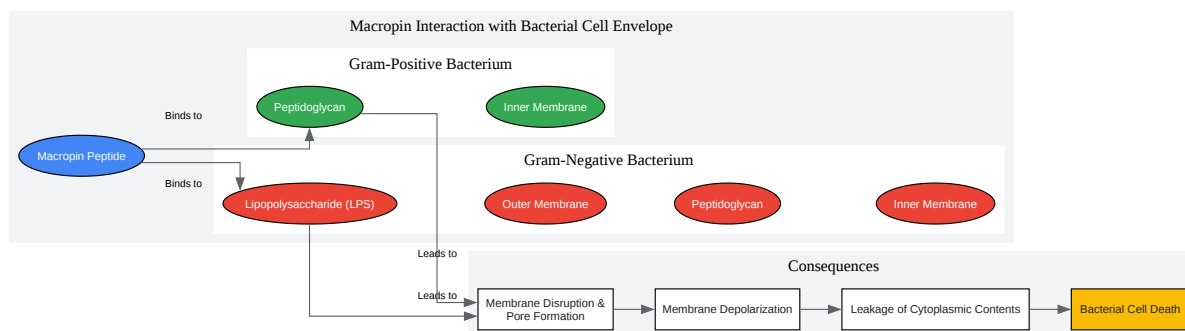 Macropin Interaction with Bacterial Cell Envelope
Gram-Positive Bacterium
Peptidoglycan
Inner Membrane
Binds to
Macropin Peptide
Gram-Negative Bacterium
Binds to
Lipopolysaccharide (LPS)
Outer Membrane
Peptidoglycan
Inner Membrane
Leads to
Consequences
Leads to
Membrane Disruption &
Pore Formation
Membrane Depolarization
Leakage of Cytoplasmic Contents
Bacterial Cell Death